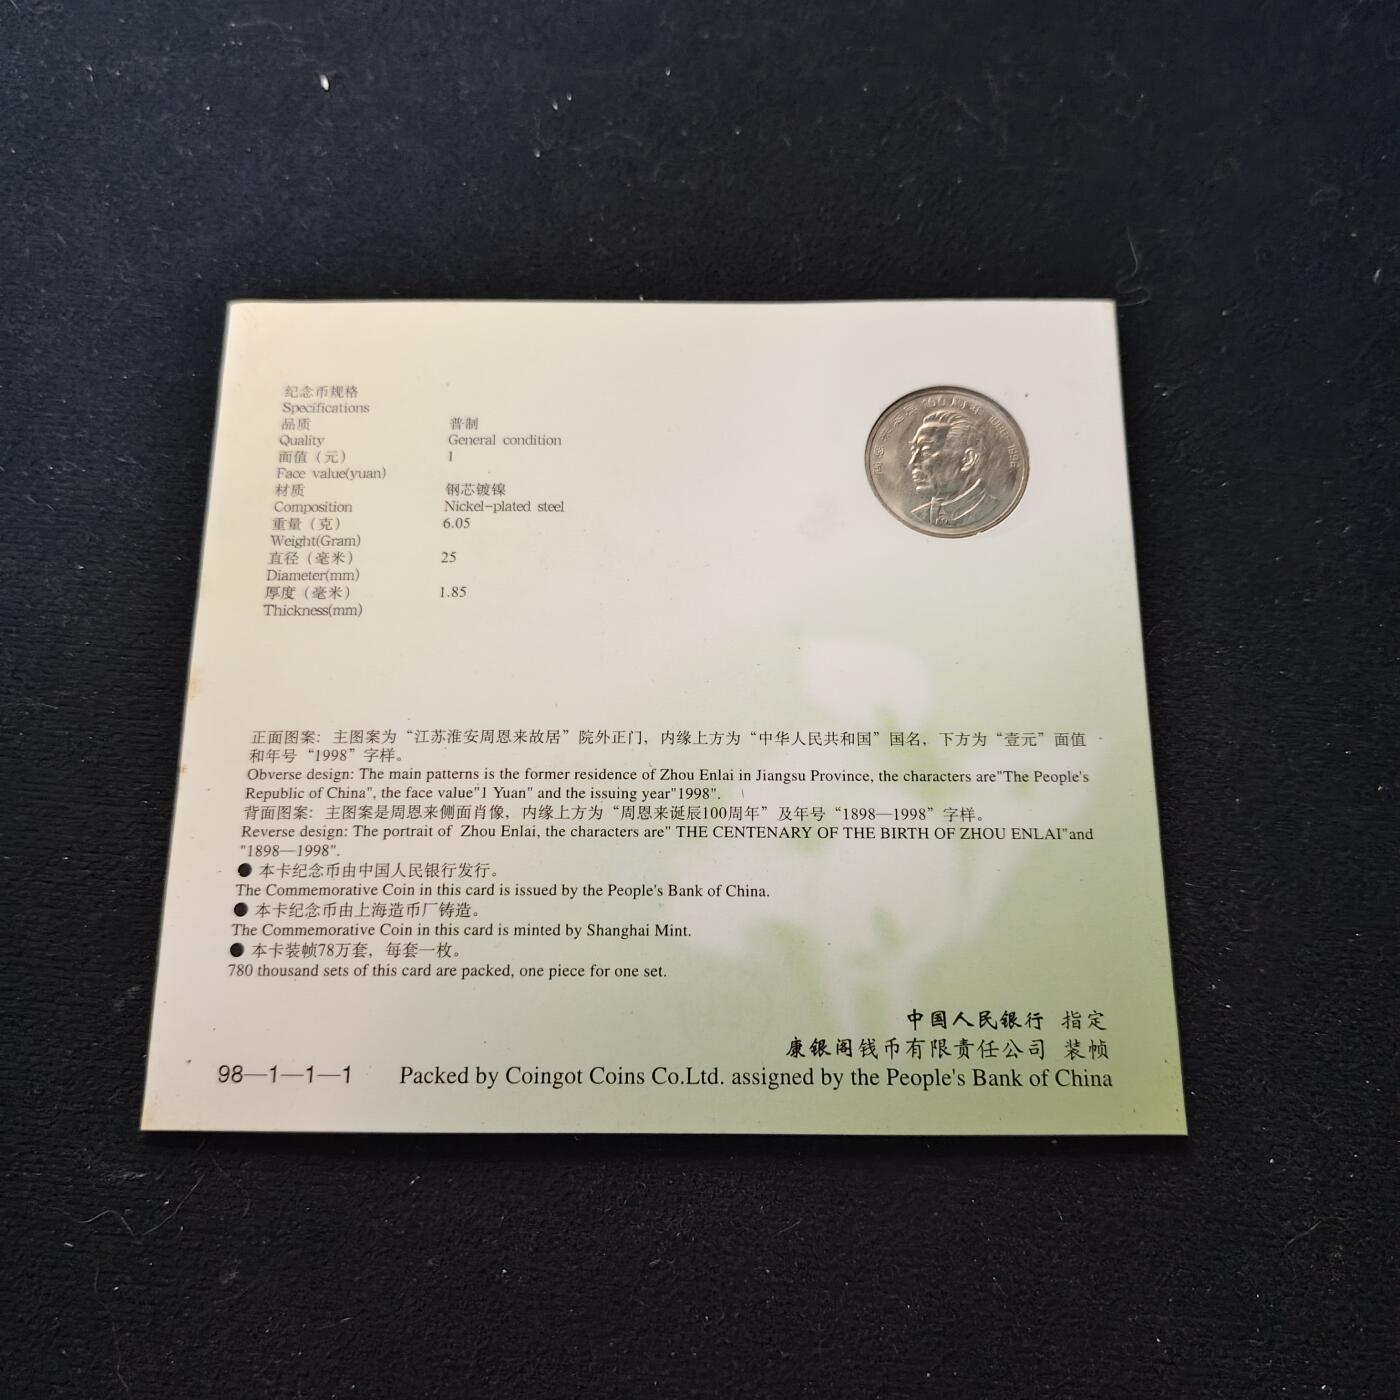 纪念币规格
Specifications
品质 普制
Quality General condition
面值（元） 1
Face value(yuan)
材质 钢芯镀镍
Composition Nickel-plated steel
重量（克） 6.05
Weight(Gram)
直径（毫米） 25
Diameter(mm)
厚度（毫米） 1.85
Thickness(mm)
周恩来诞辰100周年 1898-1998
正面图案：主图案为“江苏淮安周恩来故居”院外正门，内缘上方为“中华人民共和国”国名，下方为“壹元”面值
和年号“1998”字样。
Obverse design: The main patterns is the former residence of Zhou Enlai in Jiangsu Province, the characters are"The People's
Republic of China", the face value"1 Yuan" and the issuing year"1998".
背面图案：主图案是周恩来侧面肖像，内缘上方为“周恩来诞辰100周年”及年号“1898—1998”字样。
Reverse design: The portrait of Zhou Enlai, the characters are" THE CENTENARY OF THE BIRTH OF ZHOU ENLAI"and
"1898—1998".
● 本卡纪念币由中国人民银行发行。
The Commemorative Coin in this card is issued by the People's Bank of China.
● 本卡纪念币由上海造币厂铸造。
The Commemorative Coin in this card is minted by Shanghai Mint.
● 本卡装帧78万套，每套一枚。
780 thousand sets of this card are packed, one piece for one set.
中国人民银行 指定
康银阁钱币有限责任公司 装帧
98—1—1—1 Packed by Coingot Coins Co.Ltd. assigned by the People's Bank of China